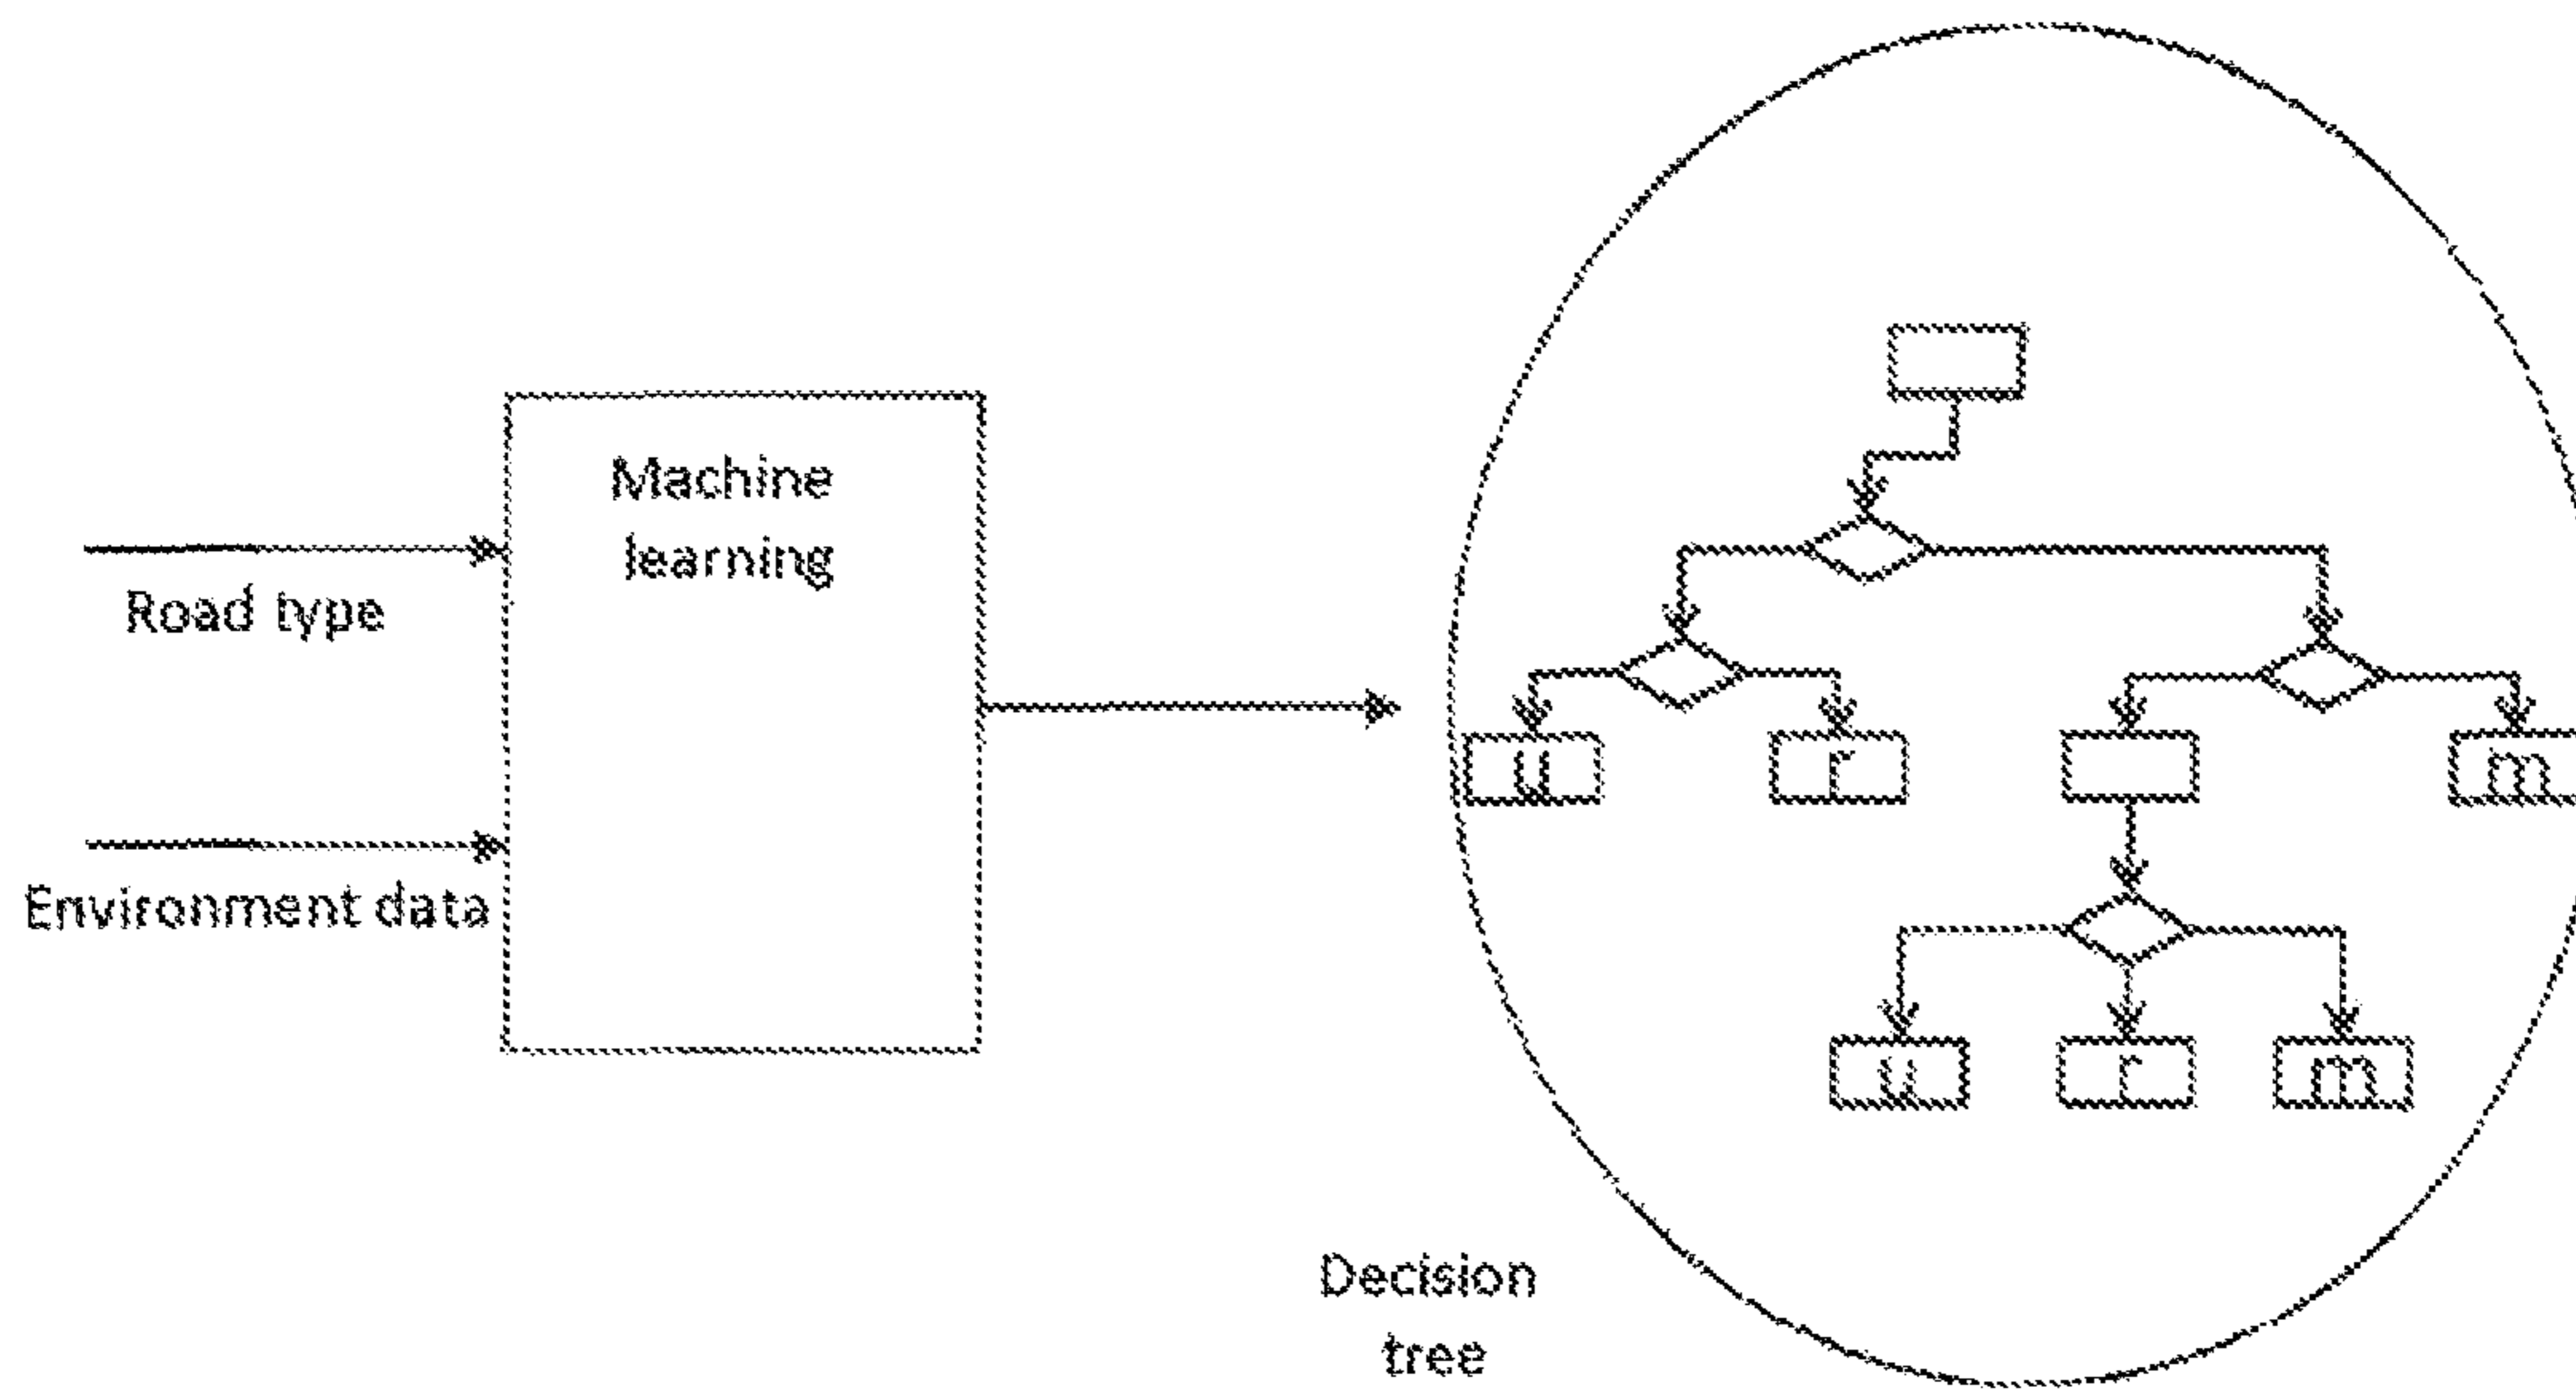 Machine
learning
Road type
Environment data
u
r
m
u
r
m
Decision
tree